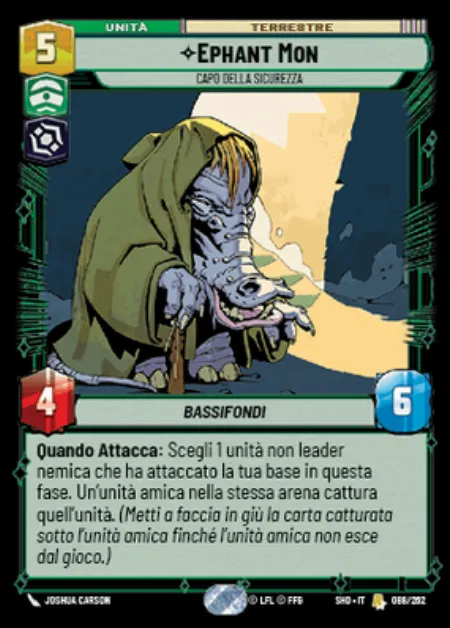 5
UNITÀ
TERRESTRE
✧EPHANT MON
CAPO DELLA SICUREZZA
4
BASSIFONDI
6
Quando Attacca: Scegli 1 unità non leader
nemica che ha attaccato la tua base in questa
fase. Un'unità amica nella stessa arena cattura
quell'unità. (Metti a faccia in giù la carta catturata
sotto l'unità amica finché l'unità amica non esce
dal gioco.)
JOSHUA CARSON
© LFL © FFG
SHD • IT
088/262